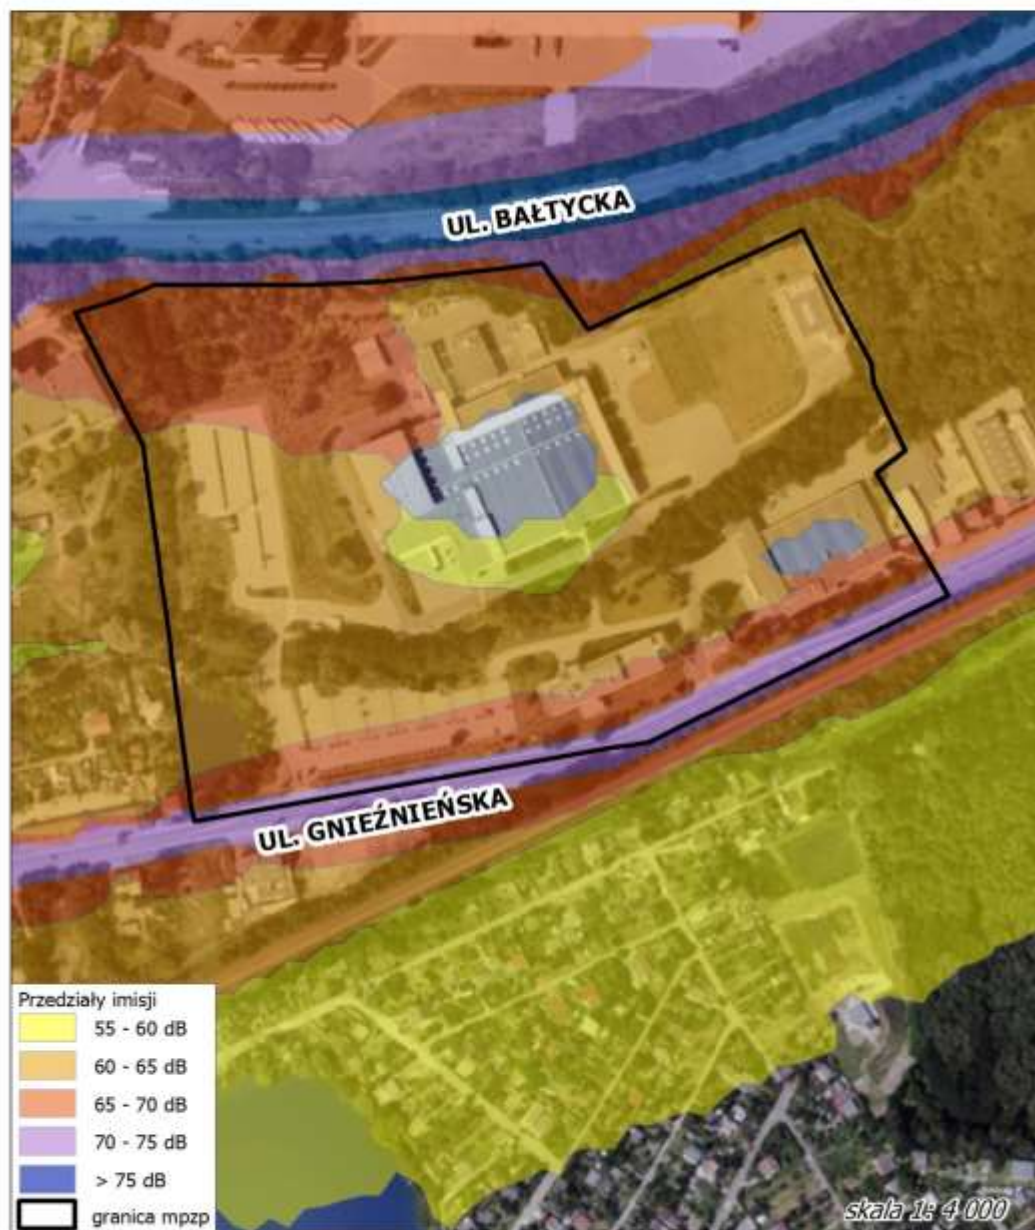 UL. BAŁTYCKA
UL. GNIEŹNIEŃSKA
Przedziały imisji
55 - 60 dB
60 - 65 dB
65 - 70 dB
70 - 75 dB
> 75 dB
granica mpzp
skala 1: 4 000